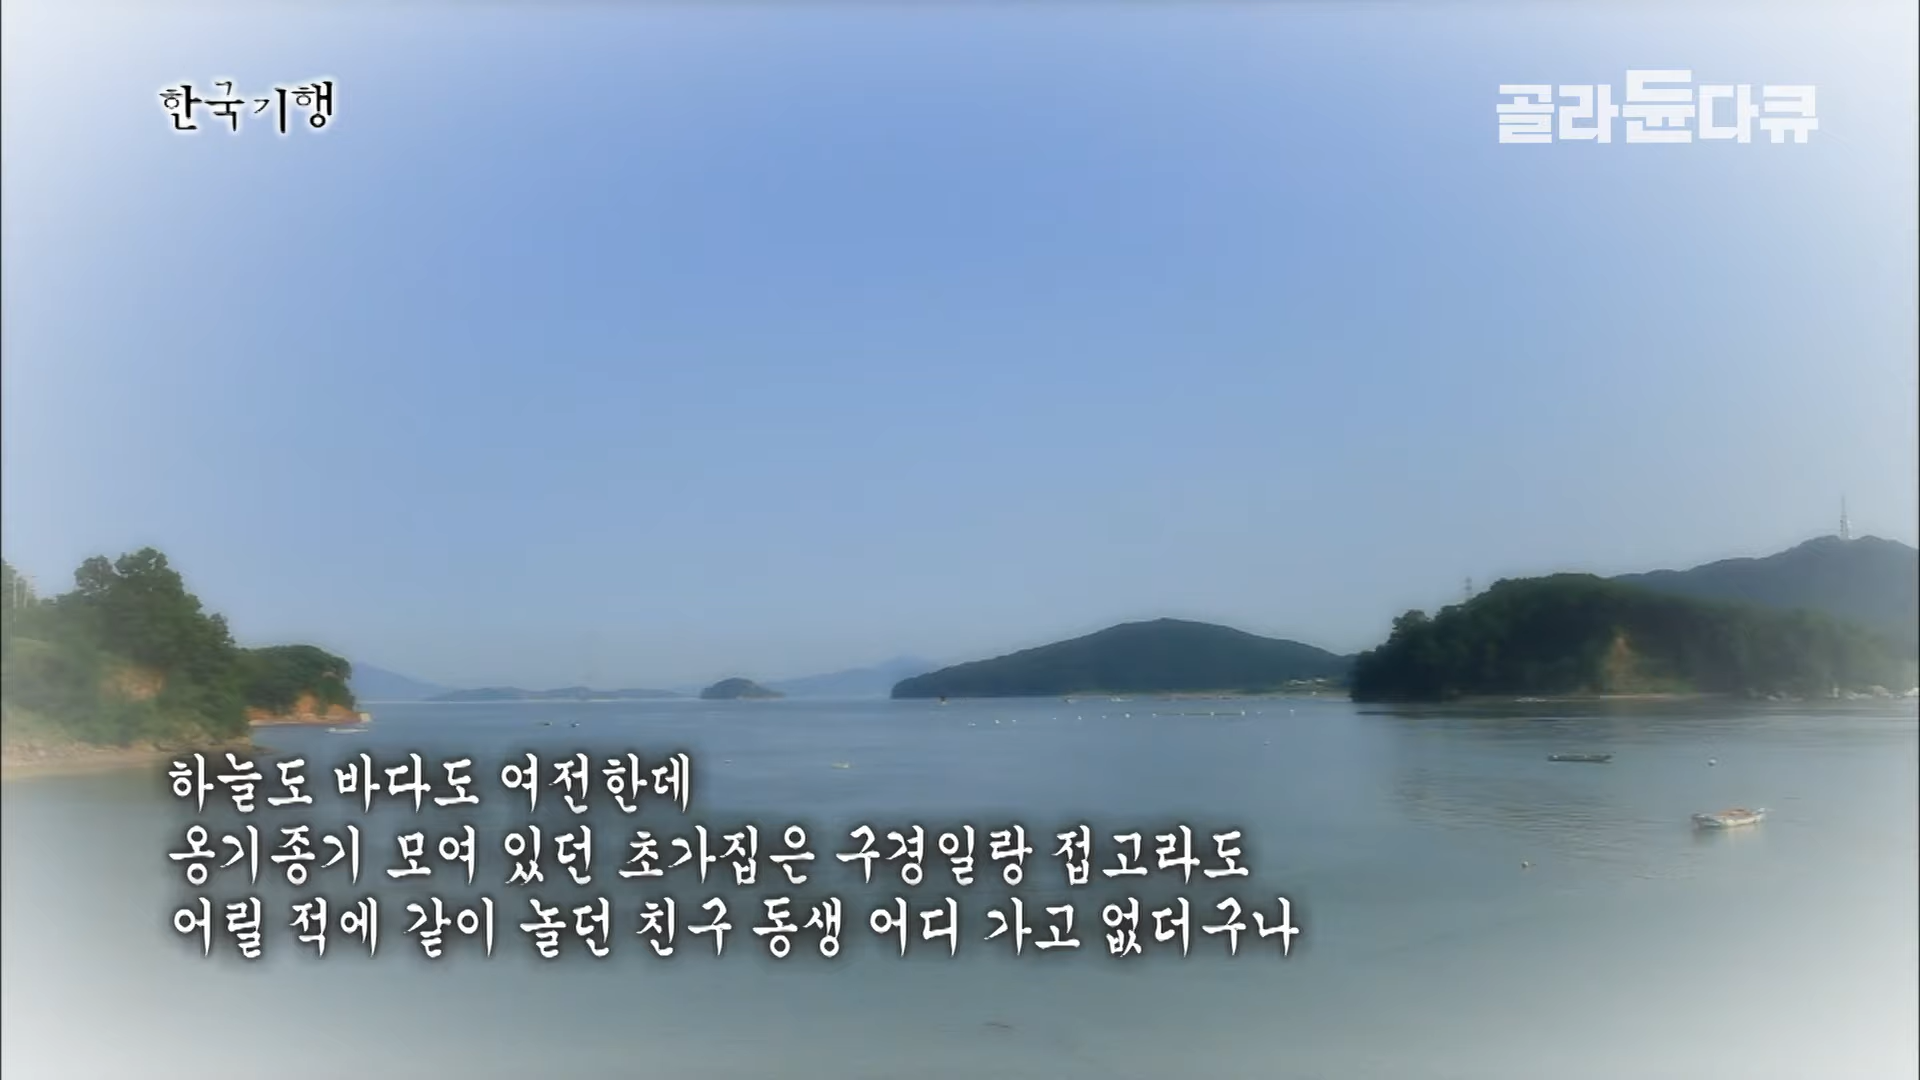 한국기행
골라듄다큐
하늘도 바다도 여전한데
옹기종기 모여 있던 초가집은 구경일랑 접고라도
어릴 적에 같이 놀던 친구 동생 어디 가고 없더구나